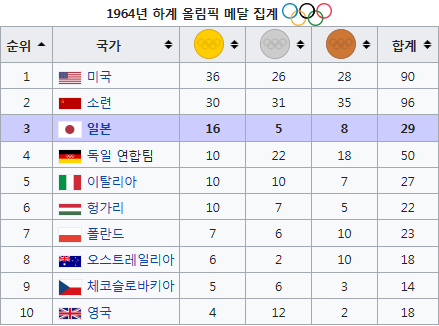 1964년 하계 올림픽 메달 집계
순위 국가 합계
1 미국 36 26 28 90
2 소련 30 31 35 96
3 일본 16 5 8 29
4 독일 연합팀 10 22 18 50
5 이탈리아 10 10 7 27
6 헝가리 10 7 5 22
7 폴란드 7 6 10 23
8 오스트레일리아 6 2 10 18
9 체코슬로바키아 5 6 3 14
10 영국 4 12 2 18